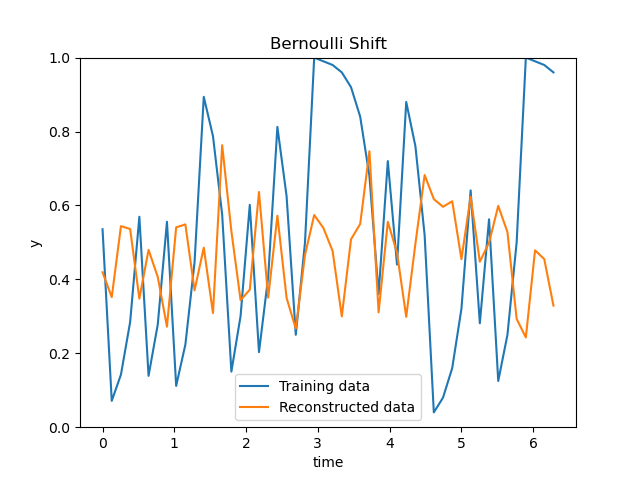 Bernoulli Shift
y
1.0
0.8
0.6
0.4
0.2
0.0
Training data
Reconstructed data
0 1 2 3 4 5 6
time